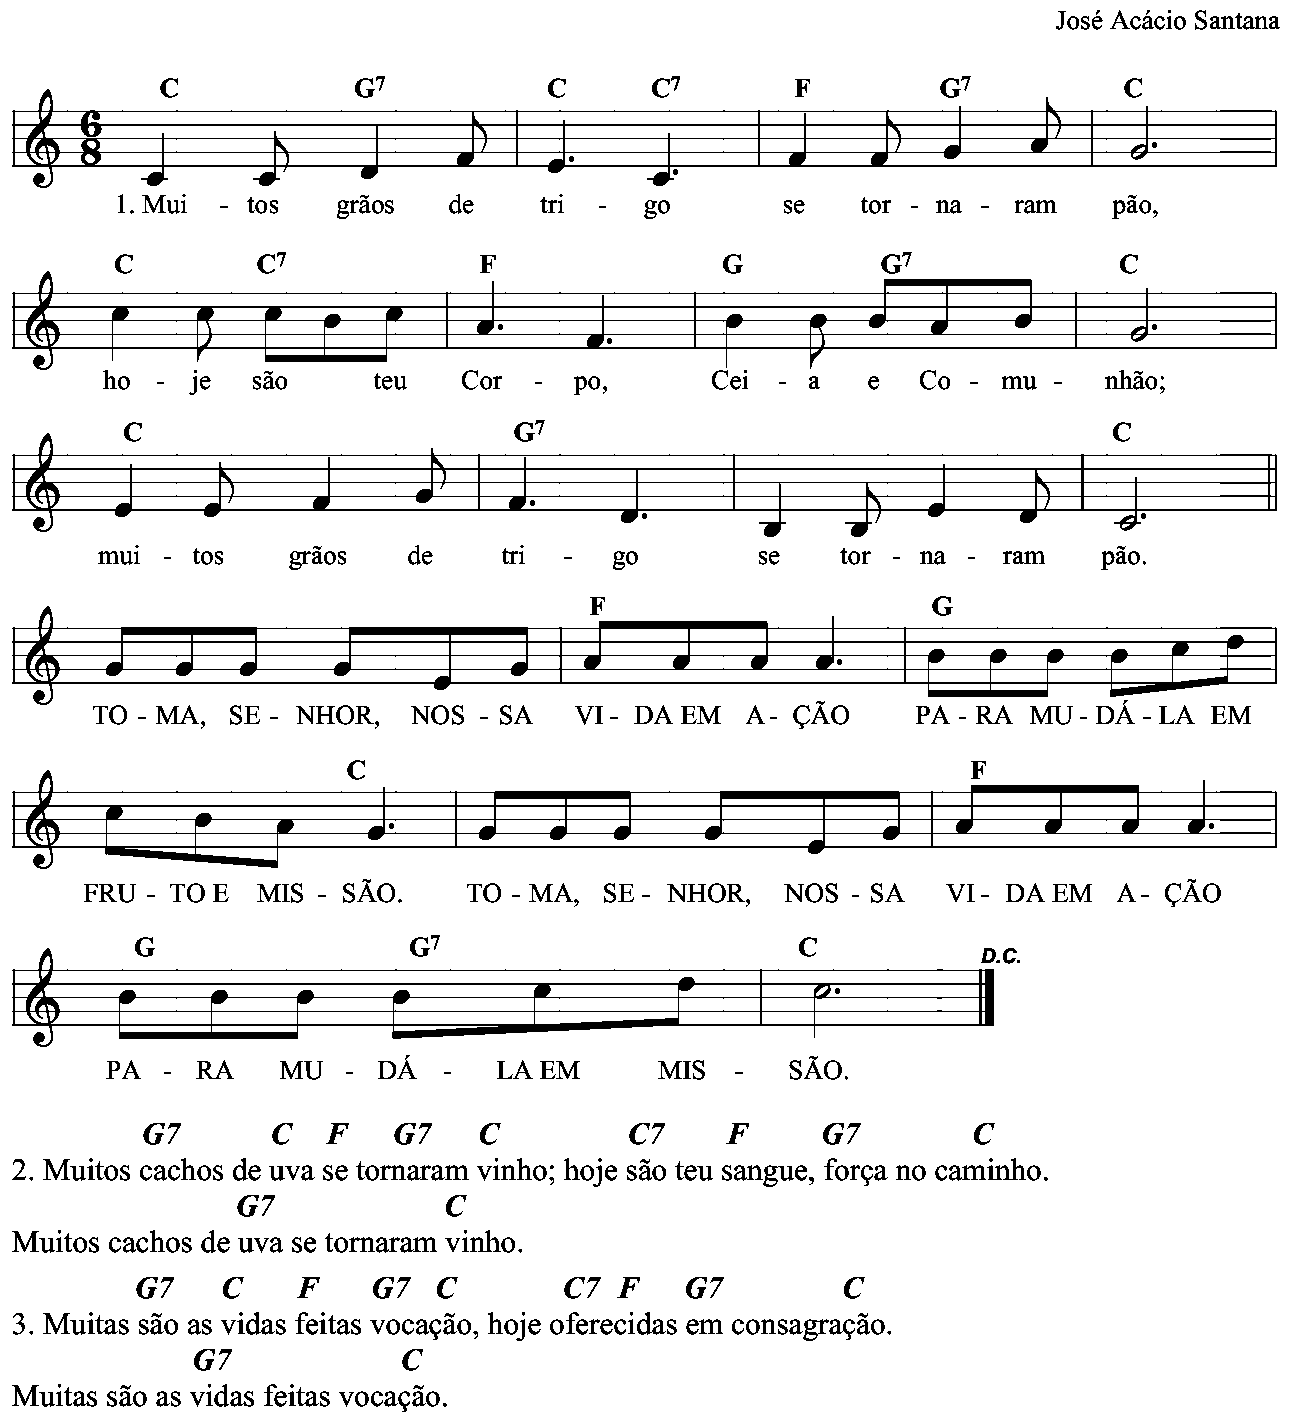 José Acácio Santana
C G7 C C7 F G7 C
6
8
1. Mui - tos grãos de tri - go se tor - na - ram pão,
C C7 F G G7 C
ho - je são teu Cor - po, Cei - a e Co - mu - nhão;
C G7 C
mui - tos grãos de tri - go se tor - na - ram pão.
F G
TO - MA, SE - NHOR, NOS - SA VI - DA EM A - ÇÃO PA - RA MU - DÁ - LA EM
C F
FRU - TO E MIS - SÃO. TO - MA, SE - NHOR, NOS - SA VI - DA EM A - ÇÃO
G G7 C D.C.
PA - RA MU - DÁ - LA EM MIS - SÃO.
G7 C F G7 C C7 F G7 C
2. Muitos cachos de uva se tornaram vinho; hoje são teu sangue, força no caminho.
G7 C
Muitos cachos de uva se tornaram vinho.
G7 C F G7 C C7 F G7 C
3. Muitas são as vidas feitas vocação, hoje oferecidas em consagração.
G7 C
Muitas são as vidas feitas vocação.